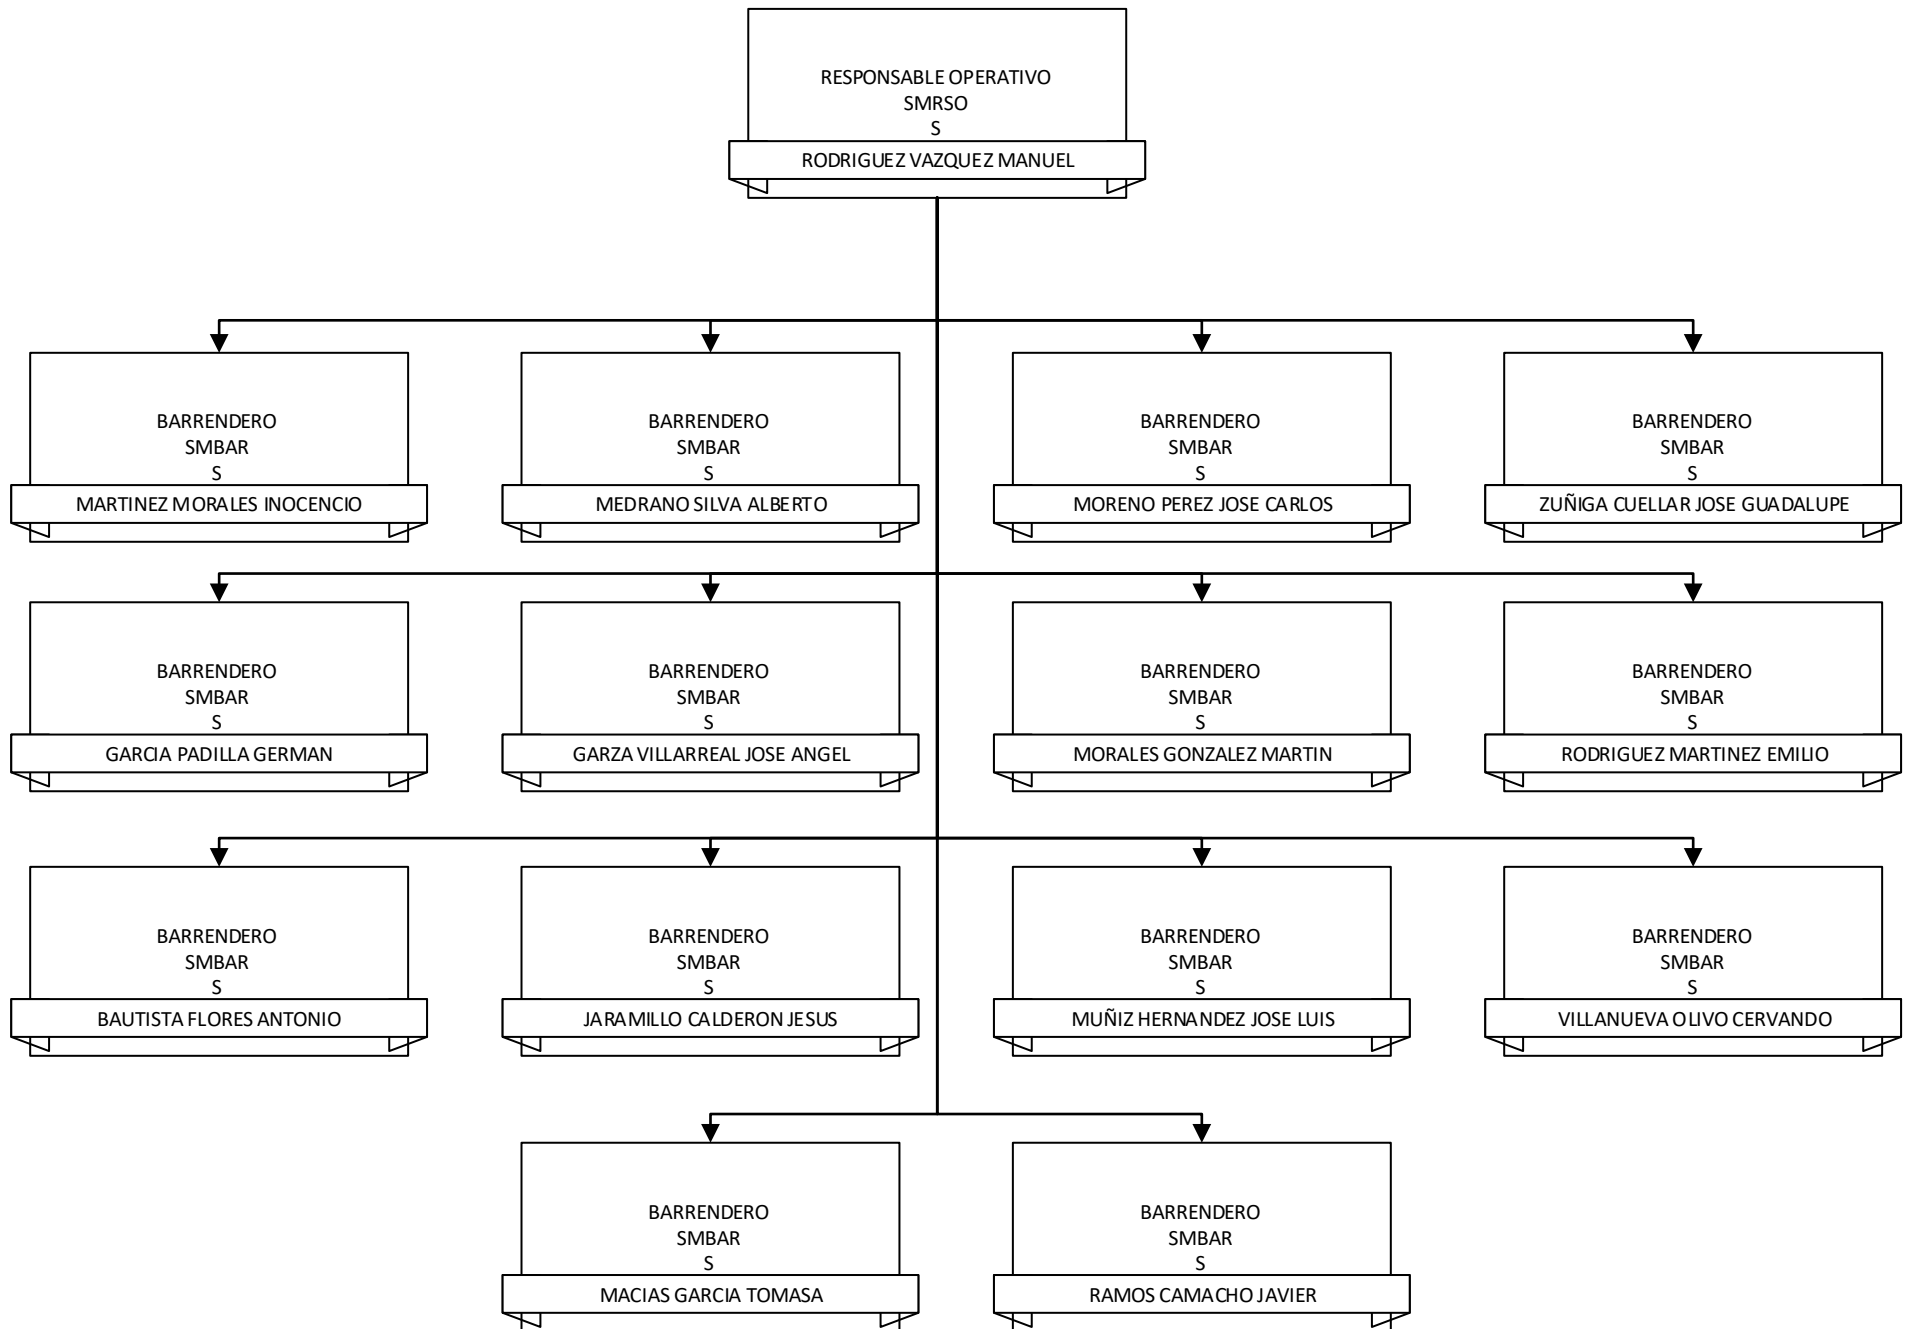 RESPONSABLE OPERATIVO
SMRSO
S
RODRIGUEZ VAZQUEZ MANUEL
BARRENDERO
SMBAR
S
MARTINEZ MORALES INOCENCIO
BARRENDERO
SMBAR
S
MEDRANO SILVA ALBERTO
BARRENDERO
SMBAR
S
MORENO PEREZ JOSE CARLOS
BARRENDERO
SMBAR
S
ZUÑIGA CUELLAR JOSE GUADALUPE
BARRENDERO
SMBAR
S
GARCIA PADILLA GERMAN
BARRENDERO
SMBAR
S
GARZA VILLARREAL JOSE ANGEL
BARRENDERO
SMBAR
S
MORALES GONZALEZ MARTIN
BARRENDERO
SMBAR
S
RODRIGUEZ MARTINEZ EMILIO
BARRENDERO
SMBAR
S
BAUTISTA FLORES ANTONIO
BARRENDERO
SMBAR
S
JARAMILLO CALDERON JESUS
BARRENDERO
SMBAR
S
MUÑIZ HERNANDEZ JOSE LUIS
BARRENDERO
SMBAR
S
VILLANUEVA OLIVO CERVANDO
BARRENDERO
SMBAR
S
MACIAS GARCIA TOMASA
BARRENDERO
SMBAR
S
RAMOS CAMACHO JAVIER